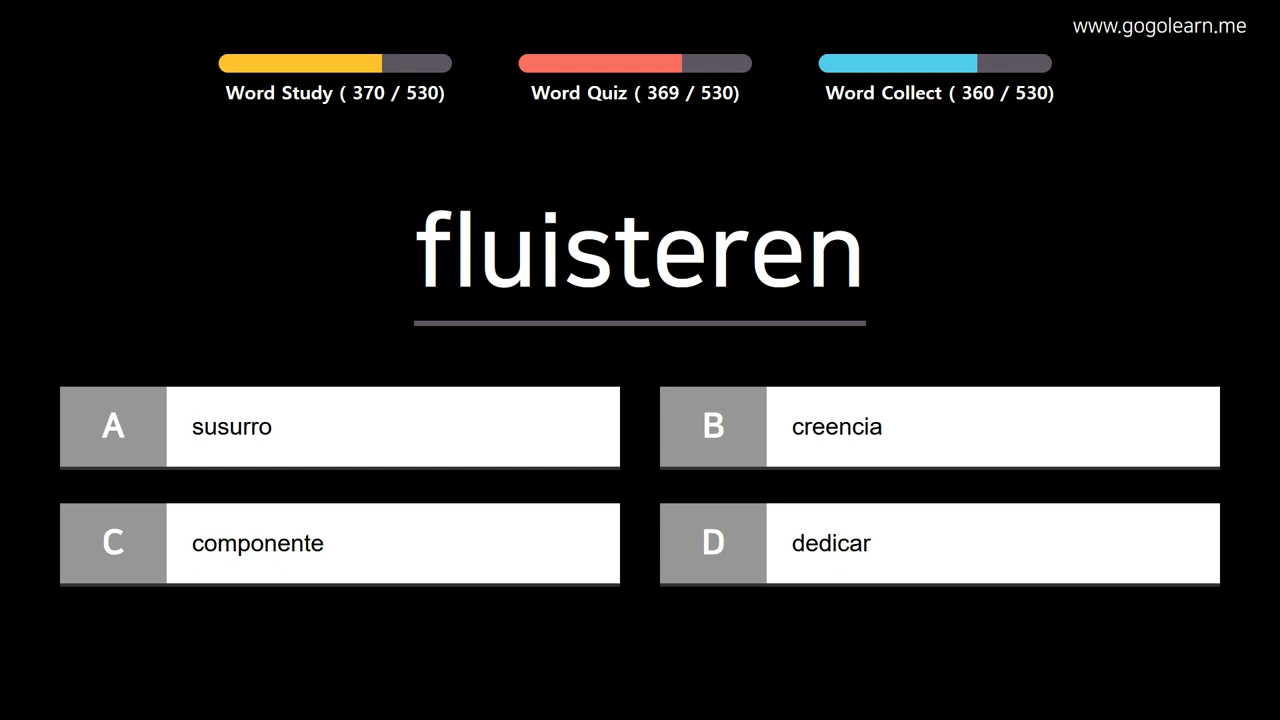 www.gogolearn.me
Word Study ( 370 / 530)
Word Quiz ( 369 / 530)
Word Collect ( 360 / 530)
fluisteren
A susurro
B creencia
C componente
D dedicar